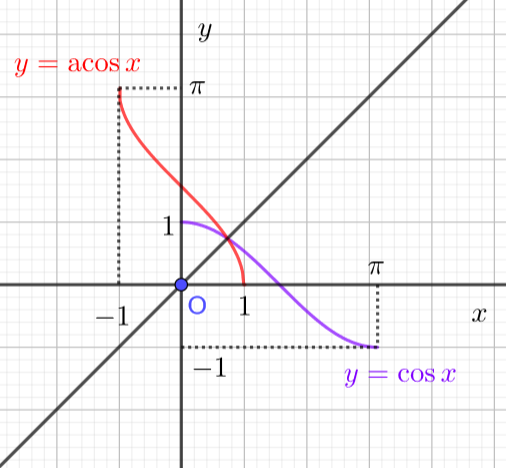 y
y = acos x
π
1
π
−1
O
1
x
−1
y = cos x